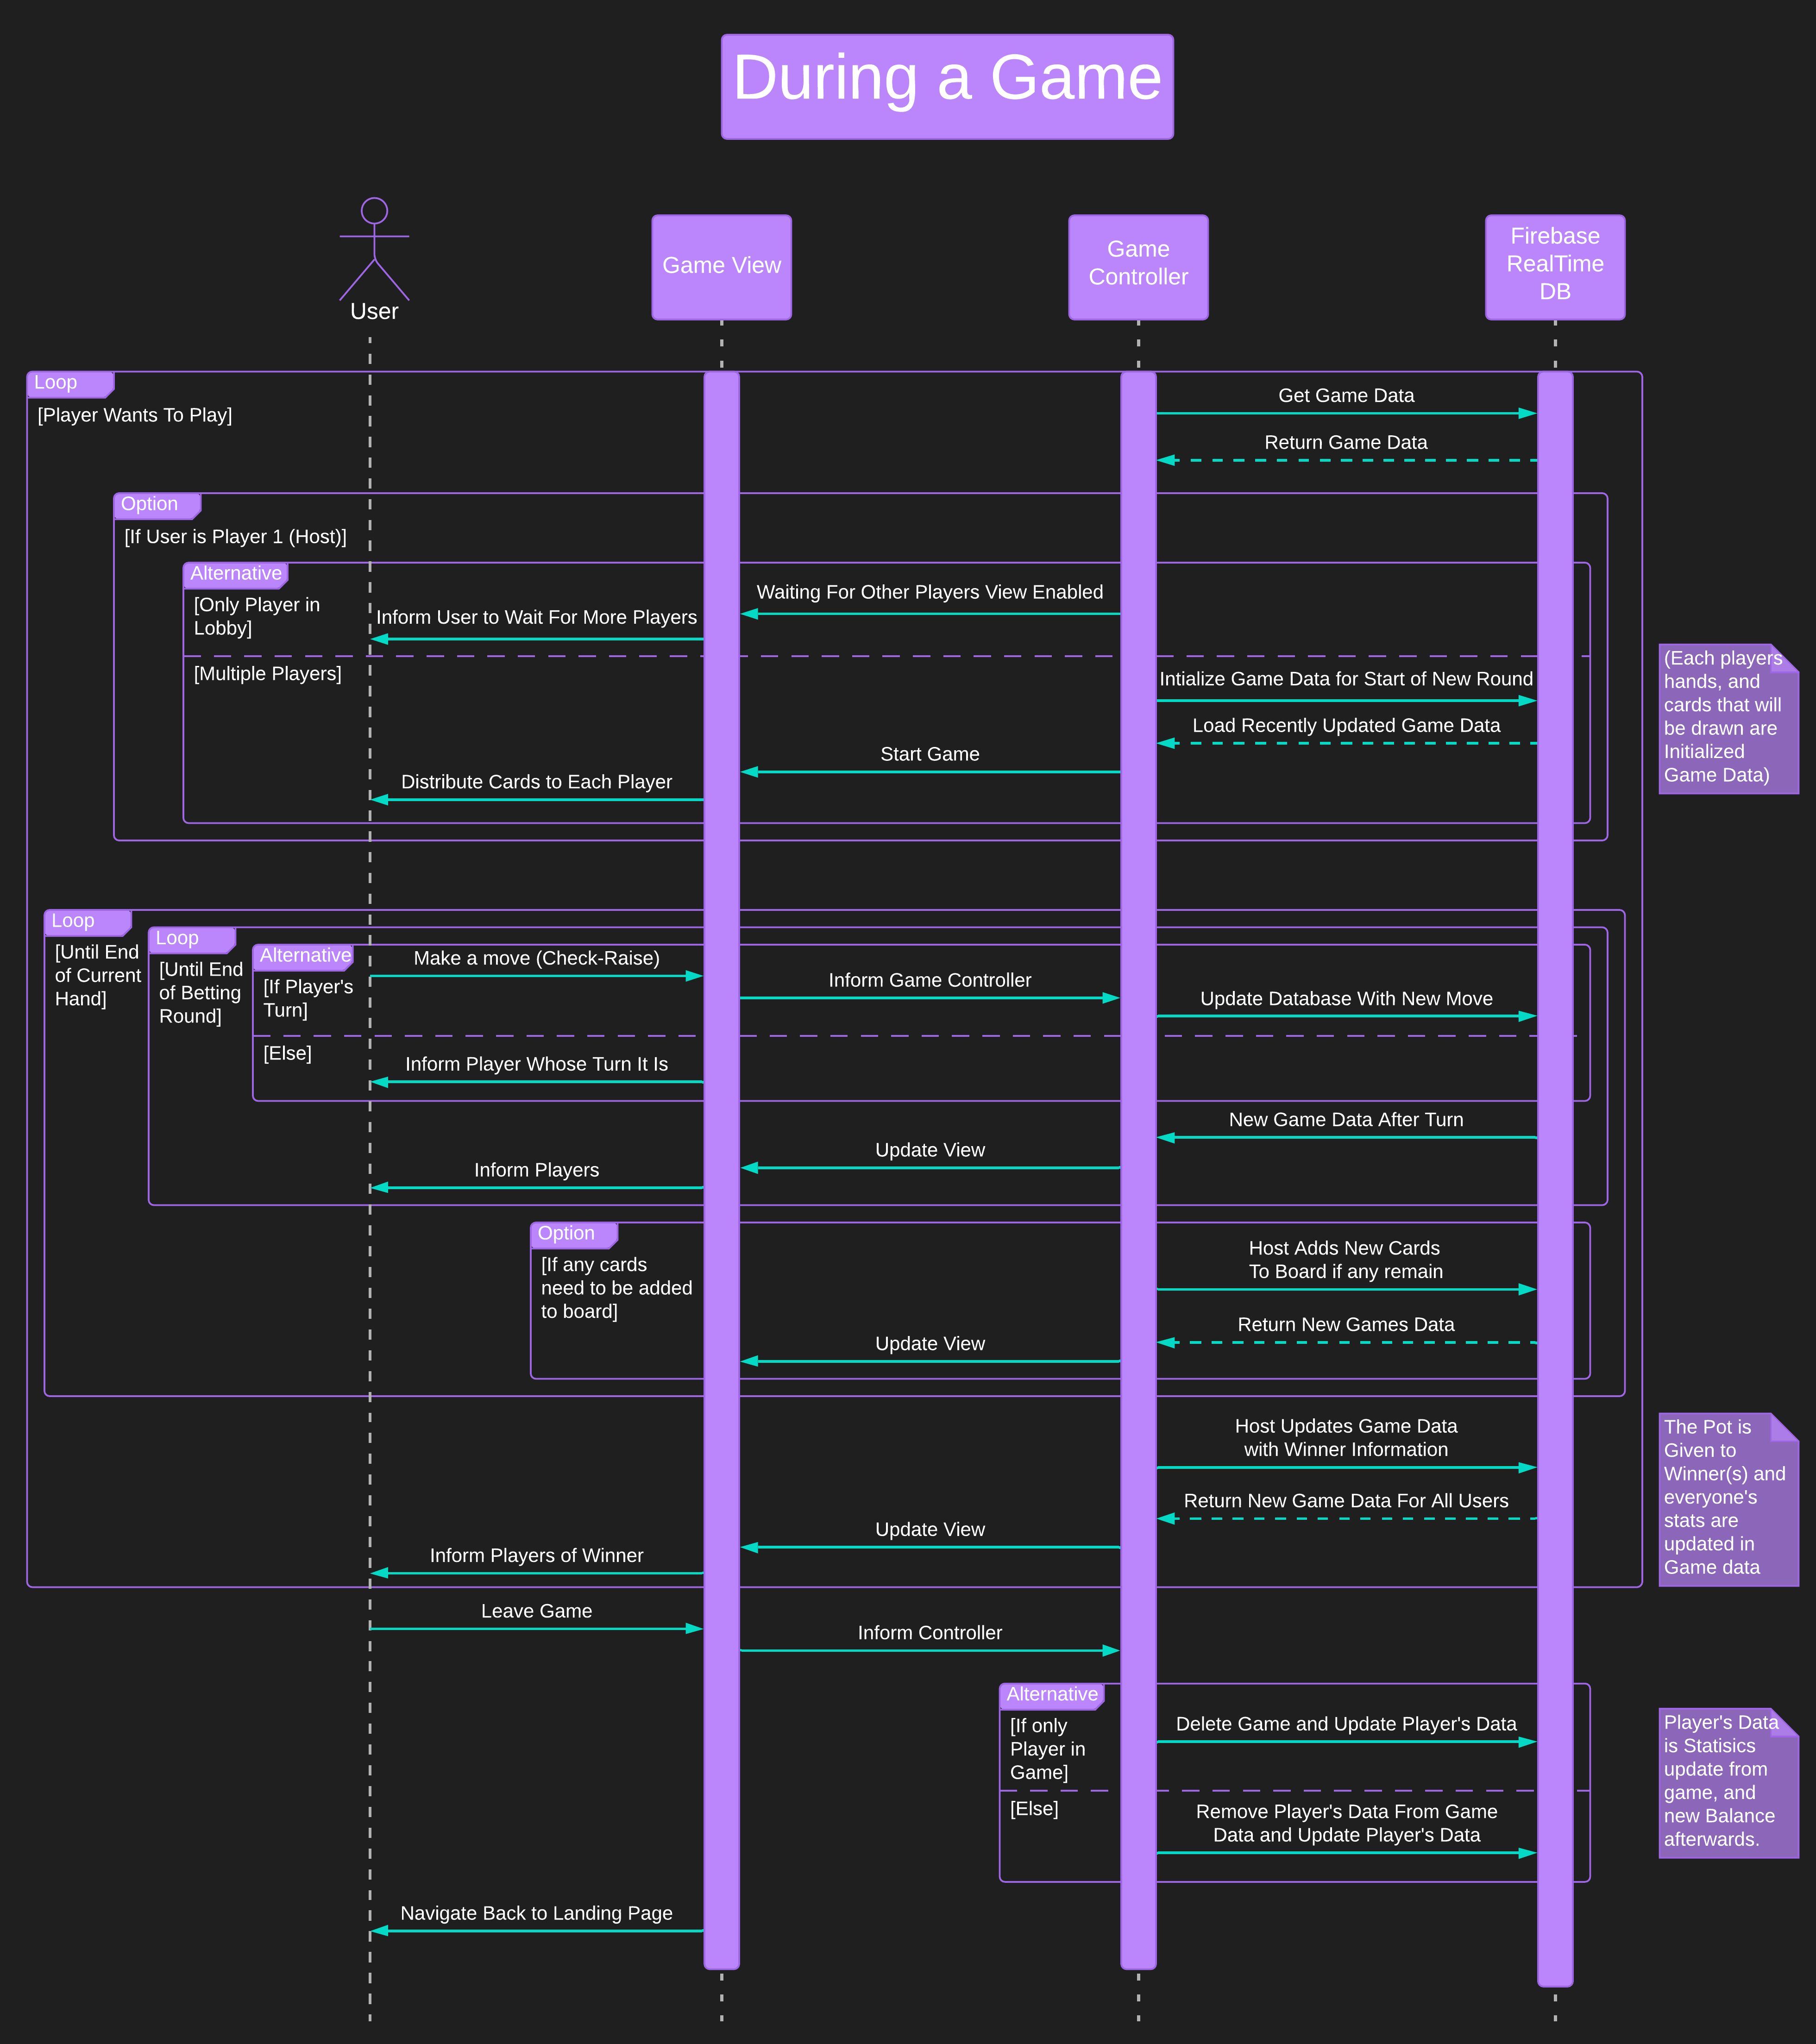 During a Game
User
Game View
Game
Controller
Firebase
RealTime
DB
Loop
[Player Wants To Play]
Get Game Data
Return Game Data
Option
[If User is Player 1 (Host)]
Alternative
[Only Player in
Lobby]
Waiting For Other Players View Enabled
Inform User to Wait For More Players
[Multiple Players]
Intialize Game Data for Start of New Round
Load Recently Updated Game Data
Start Game
Distribute Cards to Each Player
(Each players
hands, and
cards that will
be drawn are
Initialized
Game Data)
Loop
[Until End
of Current
Hand]
Loop
[Until End
of Betting
Round]
Alternative
[If Player's
Turn]
Make a move (Check-Raise)
Inform Game Controller
Update Database With New Move
[Else]
Inform Player Whose Turn It Is
New Game Data After Turn
Update View
Inform Players
Option
[If any cards
need to be added
to board]
Host Adds New Cards
To Board if any remain
Return New Games Data
Update View
Host Updates Game Data
with Winner Information
Return New Game Data For All Users
Update View
Inform Players of Winner
The Pot is
Given to
Winner(s) and
everyone's
stats are
updated in
Game data
Leave Game
Inform Controller
Alternative
[If only
Player in
Game]
Delete Game and Update Player's Data
[Else]
Remove Player's Data From Game
Data and Update Player's Data
Player's Data
is Statisics
update from
game, and
new Balance
afterwards.
Navigate Back to Landing Page